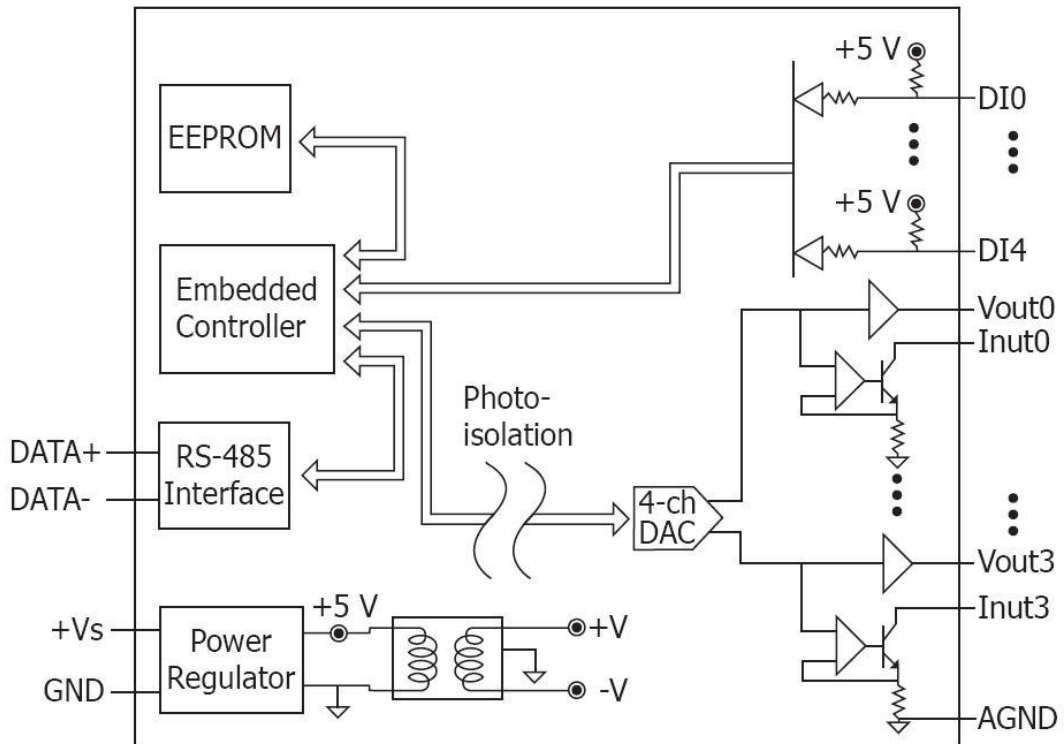 +5 V
DI0
EEPROM
+5 V
DI4
Embedded
Controller
Vout0
Inut0
Photo-
isolation
DATA+
RS-485
Interface
DATA-
4-ch
DAC
Vout3
Inut3
+Vs
Power
Regulator
GND
+5 V
+V
-V
AGND